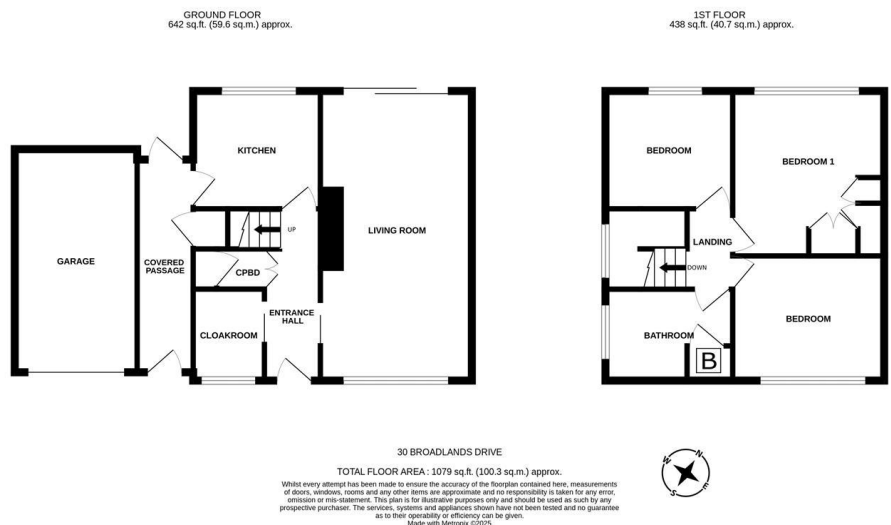 GROUND FLOOR
642 sq.ft. (59.6 sq.m.) approx.
1ST FLOOR
438 sq.ft. (40.7 sq.m.) approx.
KITCHEN
BEDROOM
BEDROOM 1
UP
LIVING ROOM
GARAGE
COVERED
PASSAGE
CPBD
LANDING
DOWN
ENTRANCE
HALL
CLOAKROOM
BATHROOM
BEDROOM
B
30 BROADLANDS DRIVE
TOTAL FLOOR AREA : 1079 sq.ft. (100.3 sq.m.) approx.
Whilst every attempt has been made to ensure the accuracy of the floorplan contained here, measurements
of doors, windows, rooms and any other items are approximate and no responsibility is taken for any error,
omission or mis-statement. This plan is for illustrative purposes only and should be used as such by any
prospective purchaser. The services, systems and appliances shown have not been tested and no guarantee
as to their operability or efficiency can be given.
Made with Metropix ©2025
N
W
E
S